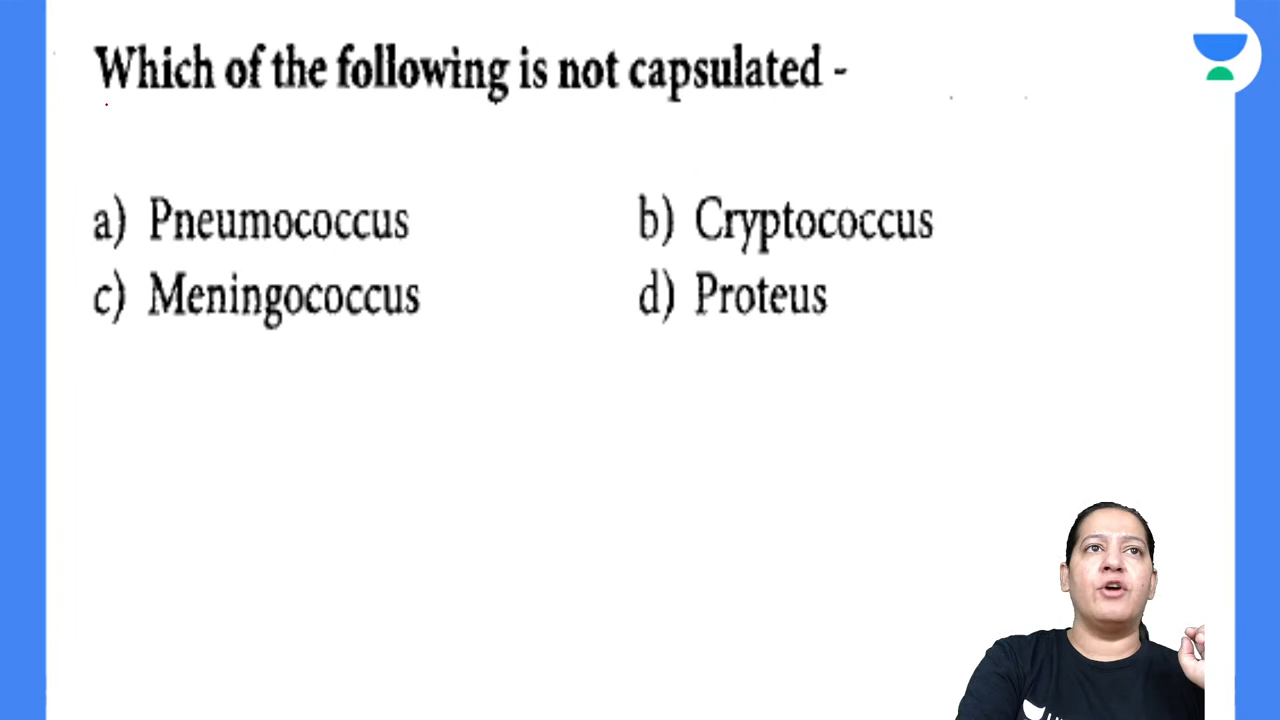 Which of the following is not capsulated -
a) Pneumococcus
b) Cryptococcus
c) Meningococcus
d) Proteus